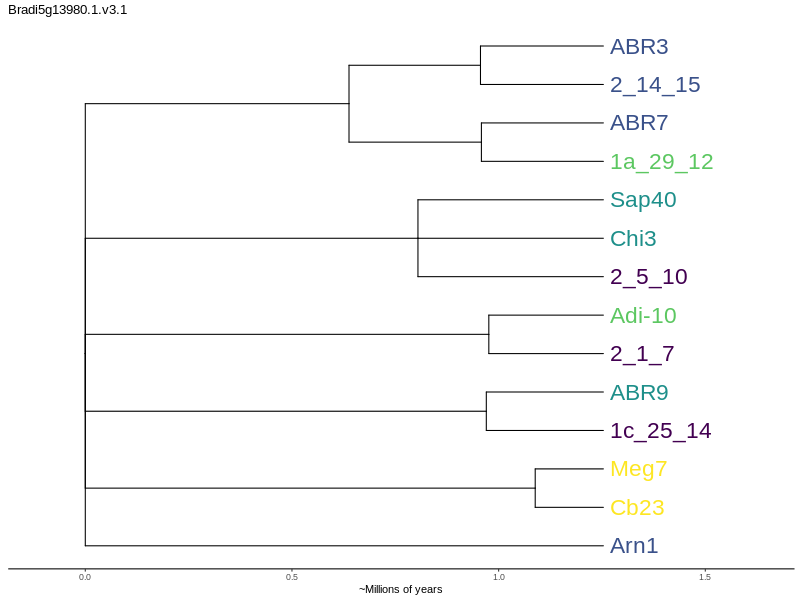 Bradi5g13980.1.v3.1
ABR3
2_14_15
ABR7
1a_29_12
Sap40
Chi3
2_5_10
Adi-10
2_1_7
ABR9
1c_25_14
Meg7
Cb23
Arn1
0.0 0.5 1.0 1.5
~Millions of years